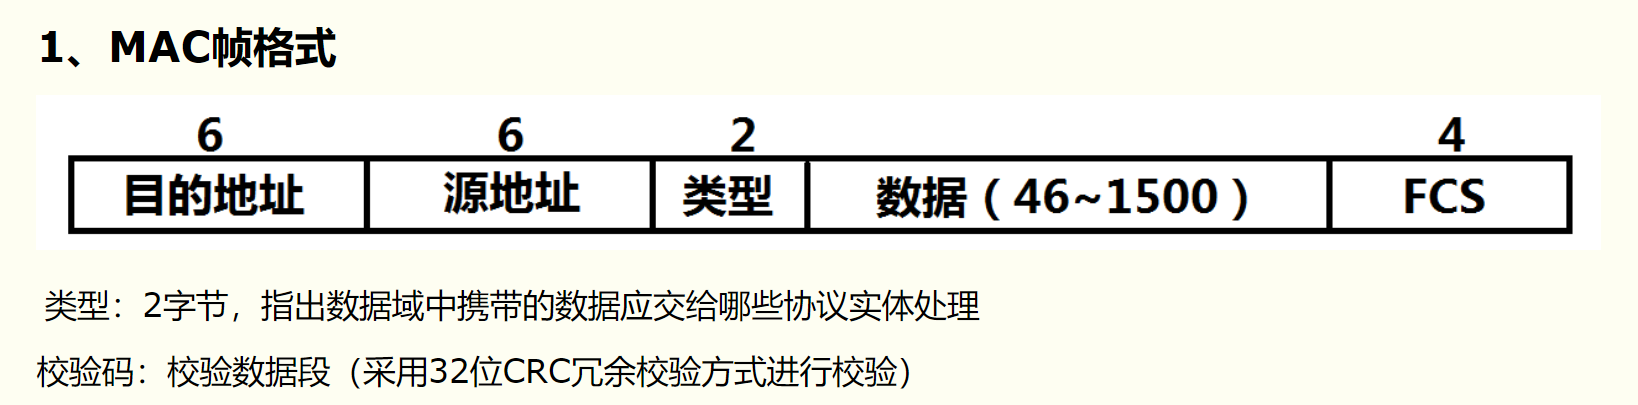 1、MAC帧格式
6 6 2 4
目的地址 源地址 类型 数据（46~1500） FCS
类型：2字节，指出数据域中携带的数据应交给哪些协议实体处理
校验码：校验数据段（采用32位CRC冗余校验方式进行校验）